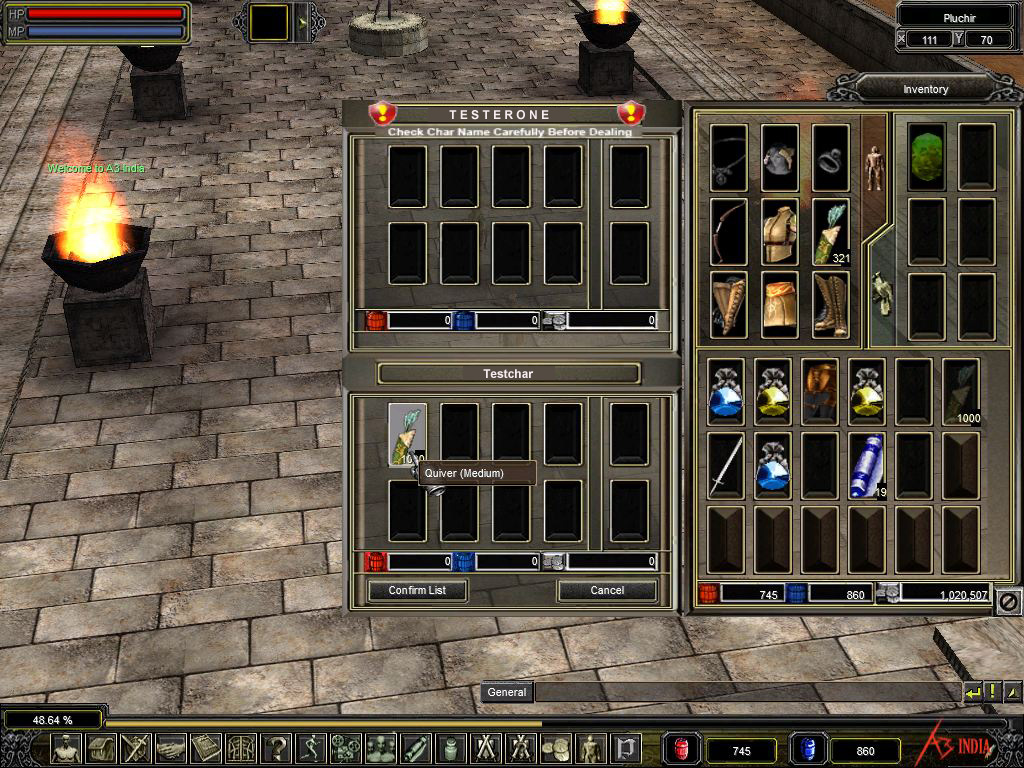 HP
MP
Pluchir
X 111 Y 70
Inventory
TESTERONE
Check Char Name Carefully Before Dealing
Welcome to A3 India
321
0 0 0
Testchar
1000
Quiver (Medium)
19
0 0 0
Confirm List Cancel
745 860 1,020,507
General
48.64 %
745 860
A3 INDIA